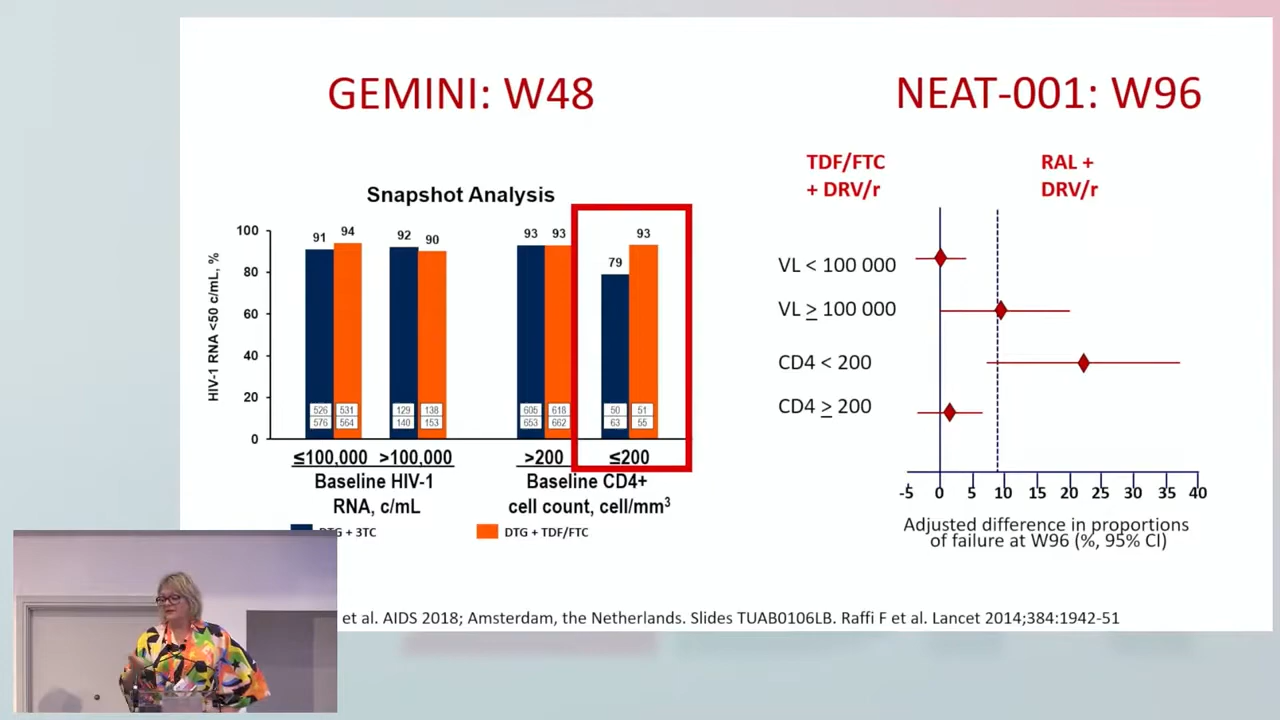 GEMINI: W48
Snapshot Analysis
HIV-1 RNA <50 c/mL, %
100
80
60
40
20
0
91
94
92
90
93
93
79
93
526
576
531
564
129
140
138
153
605
653
618
662
50
63
51
55
≤100,000
>100,000
>200
≤200
Baseline HIV-1
RNA, c/mL
Baseline CD4+
cell count, cell/mm³
+ 3TC
DTG + TDF/FTC
NEAT-001: W96
TDF/FTC
+ DRV/r
RAL +
DRV/r
VL < 100 000
VL ≥ 100 000
CD4 < 200
CD4 ≥ 200
-5 0 5 10 15 20 25 30 35 40
Adjusted difference in proportions
of failure at W96 (%, 95% CI)
et al. AIDS 2018; Amsterdam, the Netherlands. Slides TUAB0106LB. Raffi F et al. Lancet 2014;384:1942-51